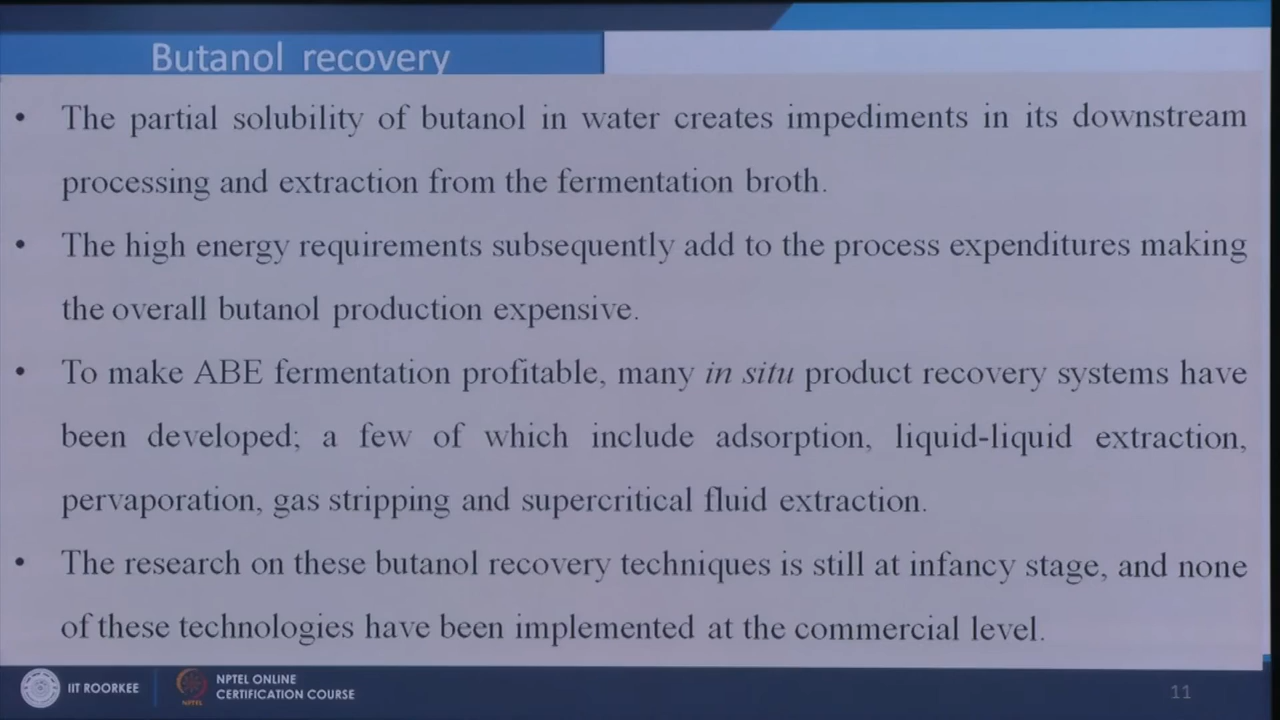 Butanol recovery
• The partial solubility of butanol in water creates impediments in its downstream
processing and extraction from the fermentation broth.
• The high energy requirements subsequently add to the process expenditures making
the overall butanol production expensive.
• To make ABE fermentation profitable, many in situ product recovery systems have
been developed; a few of which include adsorption, liquid-liquid extraction,
pervaporation, gas stripping and supercritical fluid extraction.
• The research on these butanol recovery techniques is still at infancy stage, and none
of these technologies have been implemented at the commercial level.
IIT ROORKEE
NPTEL
NPTEL ONLINE
CERTIFICATION COURSE
11